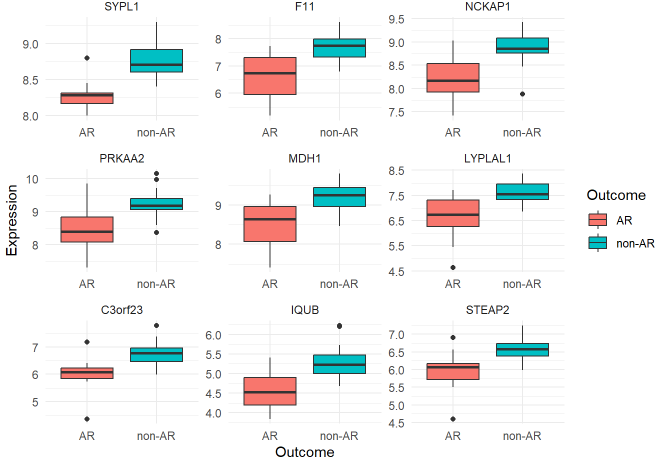 SYPL1
F11
NCKAP1
9.0
8.5
8.0
8
7
6
9.5
9.0
8.5
8.0
7.5
AR
non-AR
AR
non-AR
AR
non-AR
PRKAA2
MDH1
LYPLAL1
10
9
8
9
8
8.5
7.5
6.5
5.5
4.5
AR
non-AR
AR
non-AR
AR
non-AR
C3orf23
IQUB
STEAP2
7
6
5
6.0
5.5
5.0
4.5
4.0
7.0
6.5
6.0
5.5
5.0
4.5
AR
non-AR
AR
non-AR
AR
non-AR
Expression
Outcome
Outcome
AR
non-AR